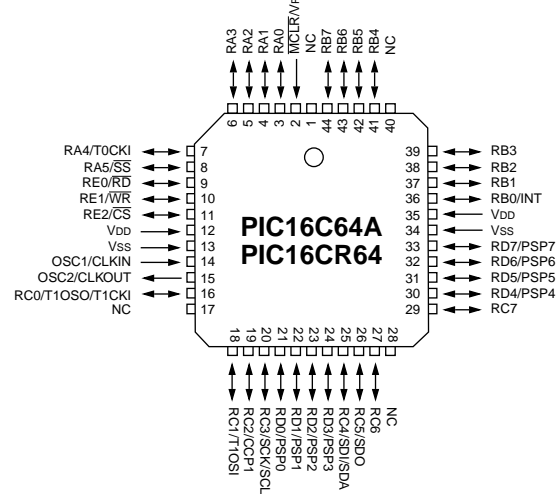 RA3
RA2
RA1
RA0
MCLR/V
NC
RB7
RB6
RB5
RB4
NC
6
5
4
3
2
1
44
43
42
41
40
RA4/T0CKI
7
RA5/SS
8
RE0/RD
9
RE1/WR
10
RE2/CS
11
VDD
12
VSS
13
OSC1/CLKIN
14
OSC2/CLKOUT
15
RC0/T1OSO/T1CKI
16
NC
17
PIC16C64A
PIC16CR64
39
RB3
38
RB2
37
RB1
36
RB0/INT
35
VDD
34
VSS
33
RD7/PSP7
32
RD6/PSP6
31
RD5/PSP5
30
RD4/PSP4
29
RC7
18
19
20
21
22
23
24
25
26
27
28
RC1/T1OSI
RC2/CCP1
RC3/SCK/SCL
RD0/PSP0
RD1/PSP1
RD2/PSP2
RD3/PSP3
RC4/SDI/SDA
RC5/SDO
RC6
NC